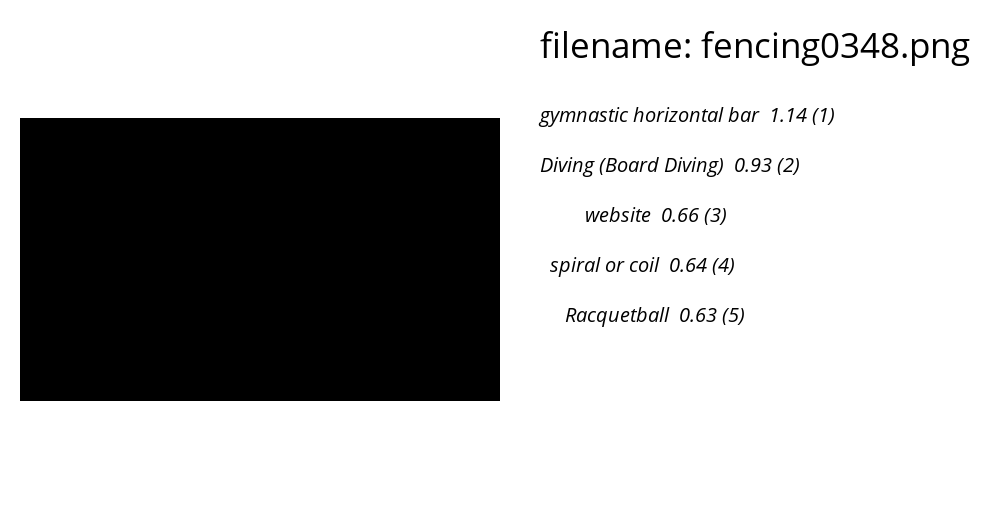 filename: fencing0348.png
gymnastic horizontal bar 1.14 (1)
Diving (Board Diving) 0.93 (2)
website 0.66 (3)
spiral or coil 0.64 (4)
Racquetball 0.63 (5)